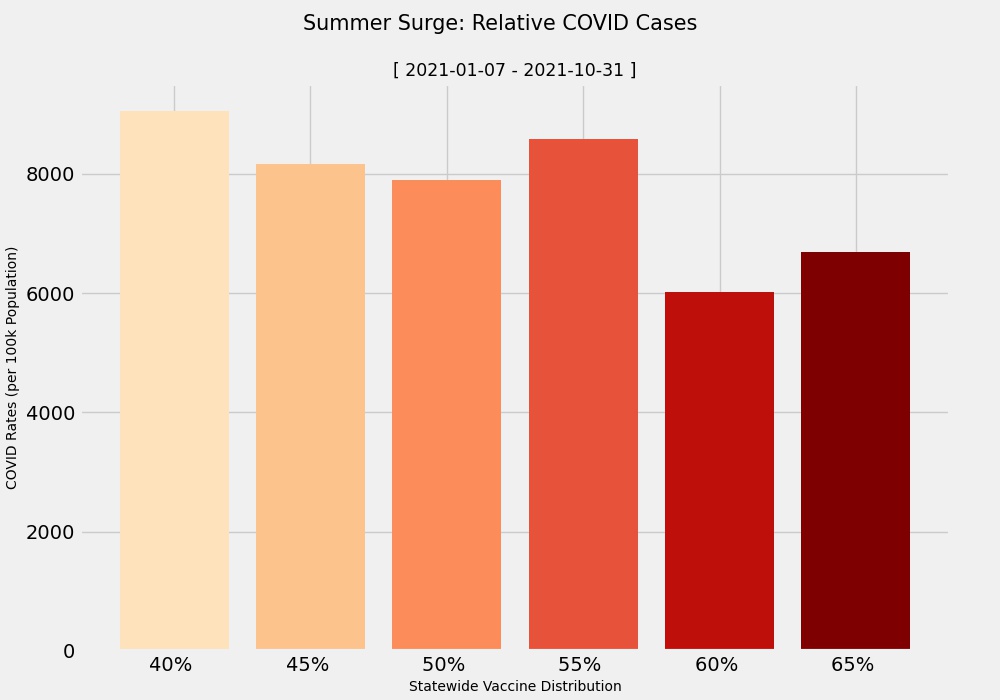 Summer Surge: Relative COVID Cases
[ 2021-01-07 - 2021-10-31 ]
COVID Rates (per 100k Population)
8000
6000
4000
2000
0
40% 45% 50% 55% 60% 65%
Statewide Vaccine Distribution